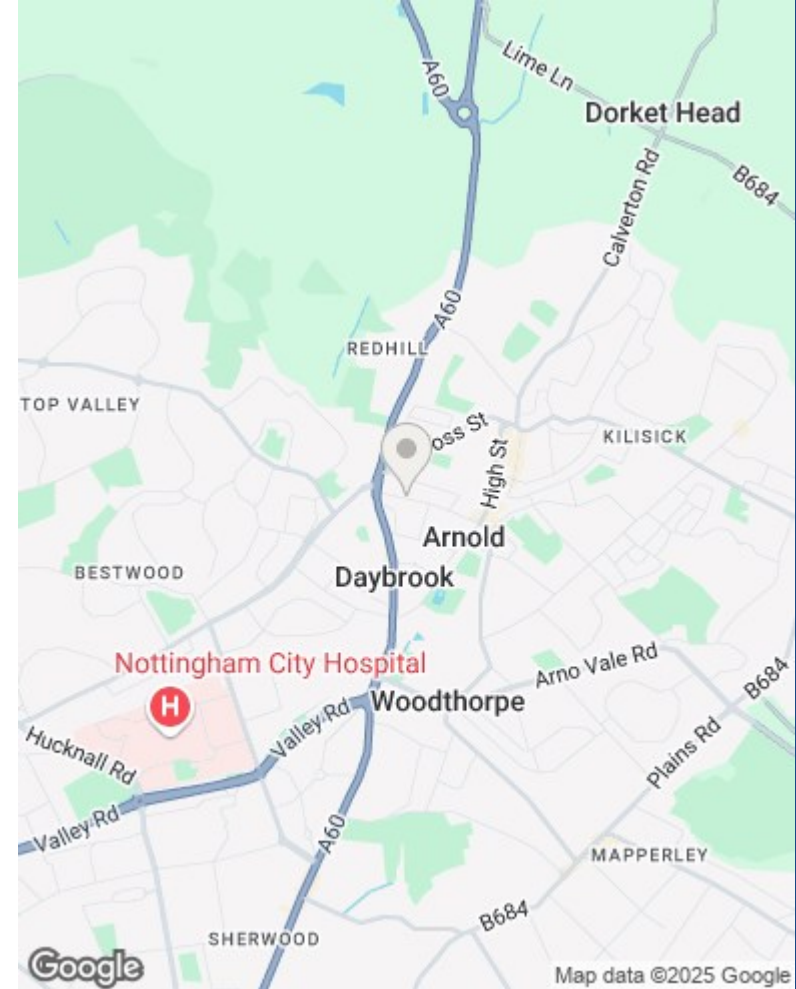 A60
Lime Ln
Dorket Head
B684
Calverton Rd
A60
REDHILL
TOP VALLEY
oss St
KILISICK
High St
Arnold
BESTWOOD
Daybrook
Nottingham City Hospital
H
Arno Vale Rd
B684
Woodthorpe
Valley Rd
Hucknall Rd
Plains Rd
Valley Rd
A60
MAPPERLEY
B684
SHERWOOD
Google
Map data ©2025 Google